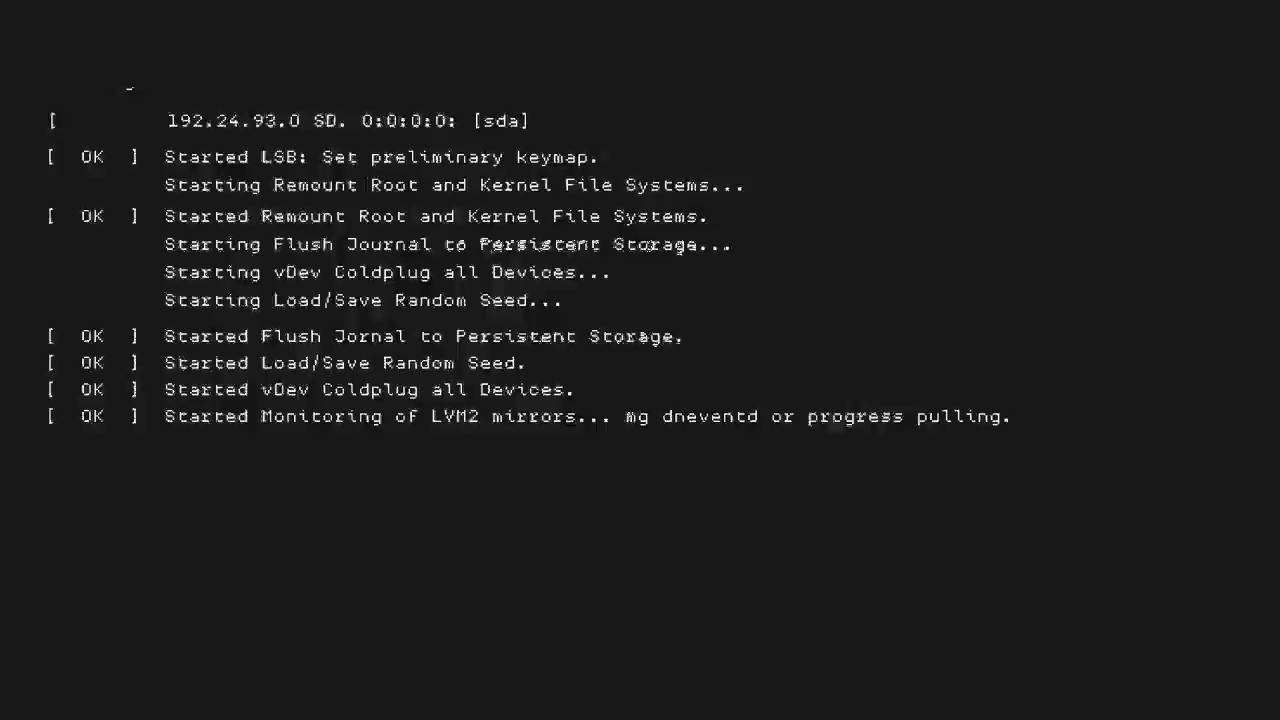 [ 192.24.93.0 SD. 0:0:0:0: [sda]
[ OK ] Started LSB: Set preliminary keymap.
Starting Remount Root and Kernel File Systems...
[ OK ] Started Remount Root and Kernel File Systems.
Starting Flush Journal to Persistent Storage...
Starting vDev Coldplug all Devices...
Starting Load/Save Random Seed...
[ OK ] Started Flush Jornal to Persistent Storage.
[ OK ] Started Load/Save Random Seed.
[ OK ] Started vDev Coldplug all Devices.
[ OK ] Started Monitoring of LVM2 mirrors... mg dneventd or progress pulling.